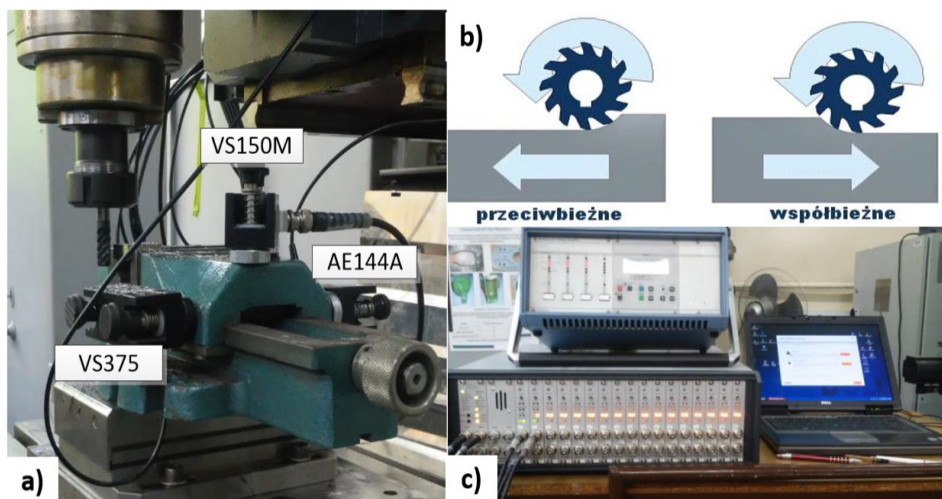 VS150M
AE144A
VS375
a)
b)
przeciwbieżne
współbieżne
c)